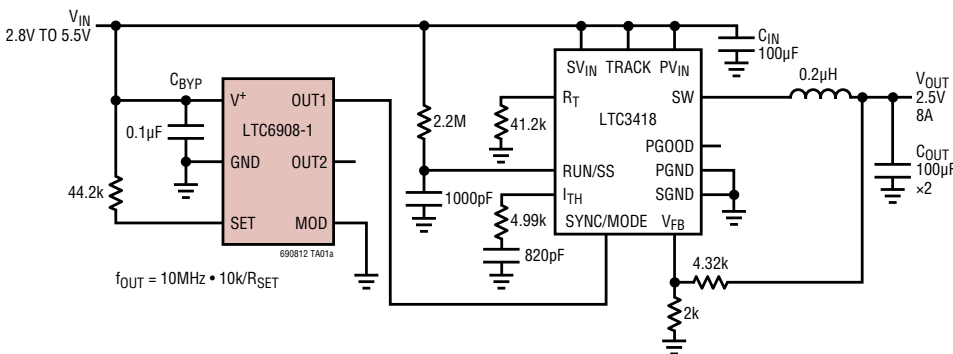 VIN
2.8V TO 5.5V
CBYP
0.1µF
44.2k
V+
OUT1
LTC6908-1
GND
OUT2
SET
MOD
690812 TA01a
fOUT = 10MHz • 10k/RSET
2.2M
1000pF
41.2k
4.99k
820pF
SVIN TRACK PVIN
RT
SW
LTC3418
PGOOD
RUN/SS
PGND
ITH
SGND
SYNC/MODE VFB
CIN
100µF
0.2µH
VOUT
2.5V
8A
COUT
100µF
×2
4.32k
2k